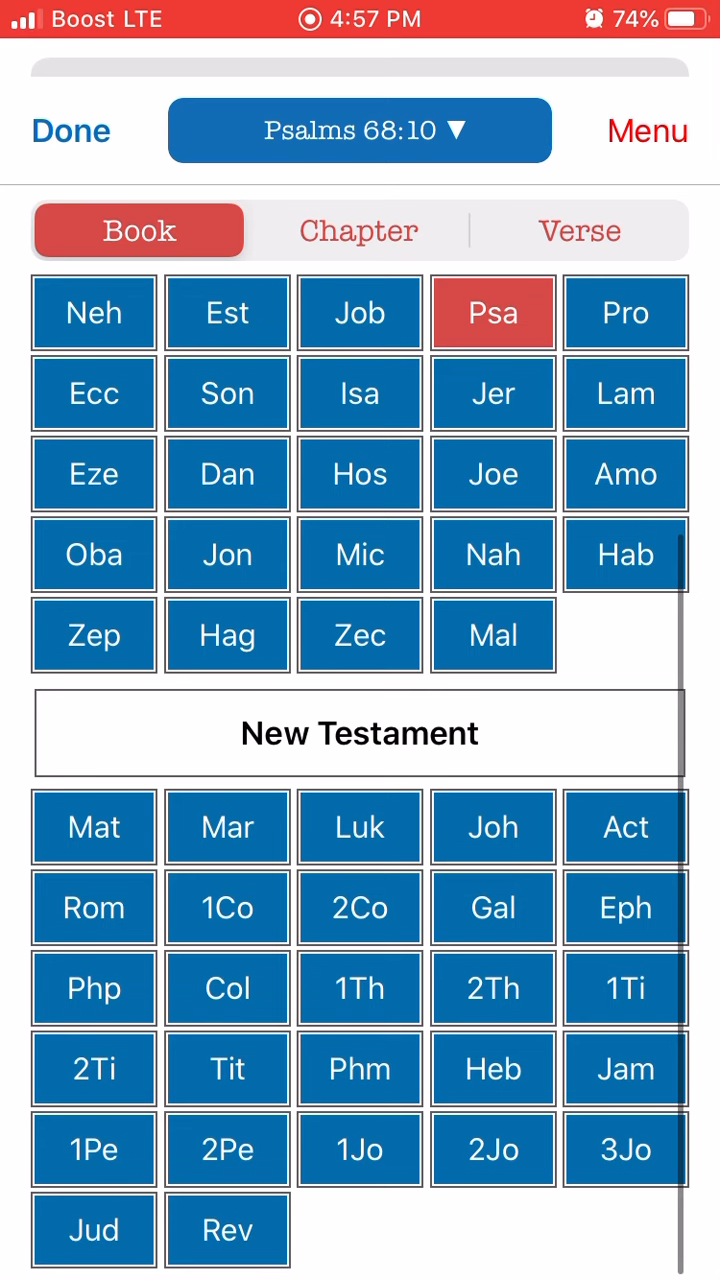 Boost LTE 4:57 PM 74%
Done Psalms 68:10 ▼ Menu
Book Chapter Verse
Neh Est Job Psa Pro
Ecc Son Isa Jer Lam
Eze Dan Hos Joe Amo
Oba Jon Mic Nah Hab
Zep Hag Zec Mal
New Testament
Mat Mar Luk Joh Act
Rom 1Co 2Co Gal Eph
Php Col 1Th 2Th 1Ti
2Ti Tit Phm Heb Jam
1Pe 2Pe 1Jo 2Jo 3Jo
Jud Rev